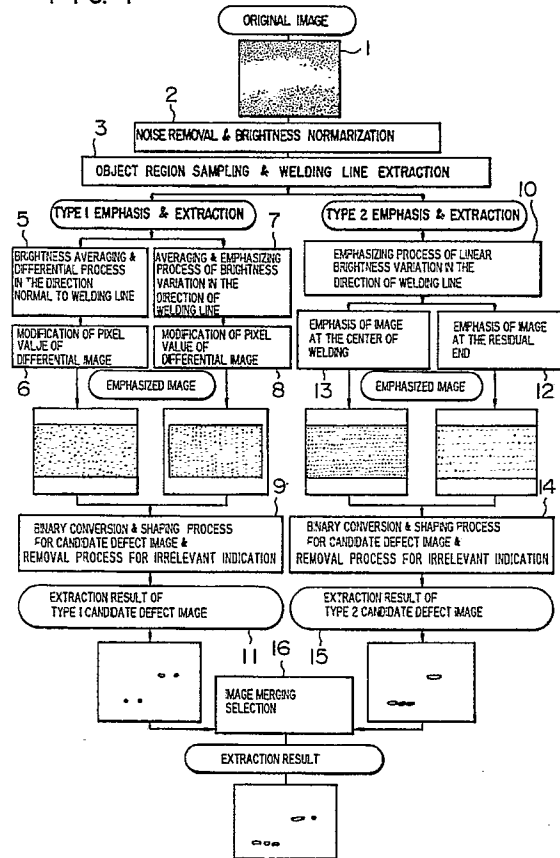 ORIGINAL IMAGE
1
2
NOISE REMOVAL & BRIGHTNESS NORMARIZATION
3
OBJECT REGION SAMPLING & WELDING LINE EXTRACTION
TYPE 1 EMPHASIS & EXTRACTION
TYPE 2 EMPHASIS & EXTRACTION
5
BRIGHTNESS AVERAGING &
DIFFERENTIAL PROCESS
IN THE DIRECTION
NORMAL TO WELDING LINE
7
AVERAGING & EMPHASIZING
PROCESS OF BRIGHTNESS
VARIATION IN THE
DIRECTION OF
WELDING LINE
10
EMPHASIZING PROCESS OF LINEAR
BRIGHTNESS VARIATION IN THE
DIRECTION OF WELDING LINE
MODIFICATION OF PIXEL
VALUE OF
DIFFERENTIAL IMAGE
6
MODIFICATION OF PIXEL
VALUE OF
DIFFERENTIAL IMAGE
8
EMPHASIS OF IMAGE
AT THE CENTER OF
WELDING
13
EMPHASIS OF IMAGE
AT THE RESIDUAL
END
12
EMPHASIZED IMAGE
EMPHASIZED IMAGE
9
BINARY CONVERSION & SHAPING PROCESS
FOR CANDIDATE DEFECT IMAGE &
REMOVAL PROCESS FOR IRRELEVANT INDICATION
14
BINARY CONVERSION & SHAPING PROCESS
FOR CANDIDATE DEFECT IMAGE &
REMOVAL PROCESS FOR IRRELEVANT INDICATION
EXTRACTION RESULT OF
TYPE 1 CANDIDATE DEFECT IMAGE
11
EXTRACTION RESULT OF
TYPE 2 CANDIDATE DEFECT IMAGE
15
16
IMAGE MERGING
SELECTION
EXTRACTION RESULT